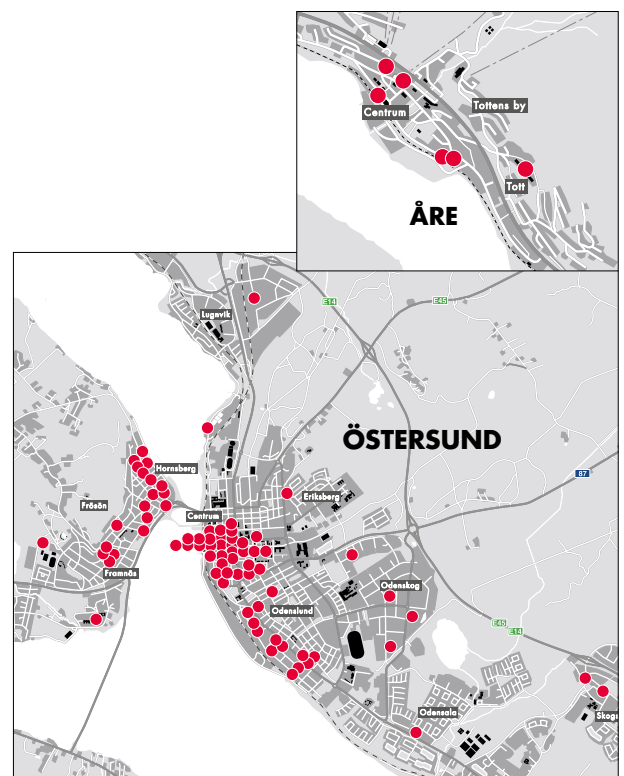 Tottens by
Centrum
Tott
ÅRE
E14
E45
Lugnvik
ÖSTERSUND
Hornsberg
87
Eriksberg
Frösön
Centrum
Odenskog
Framnäs
Odenslund
E45
E14
Odensala
Skogs